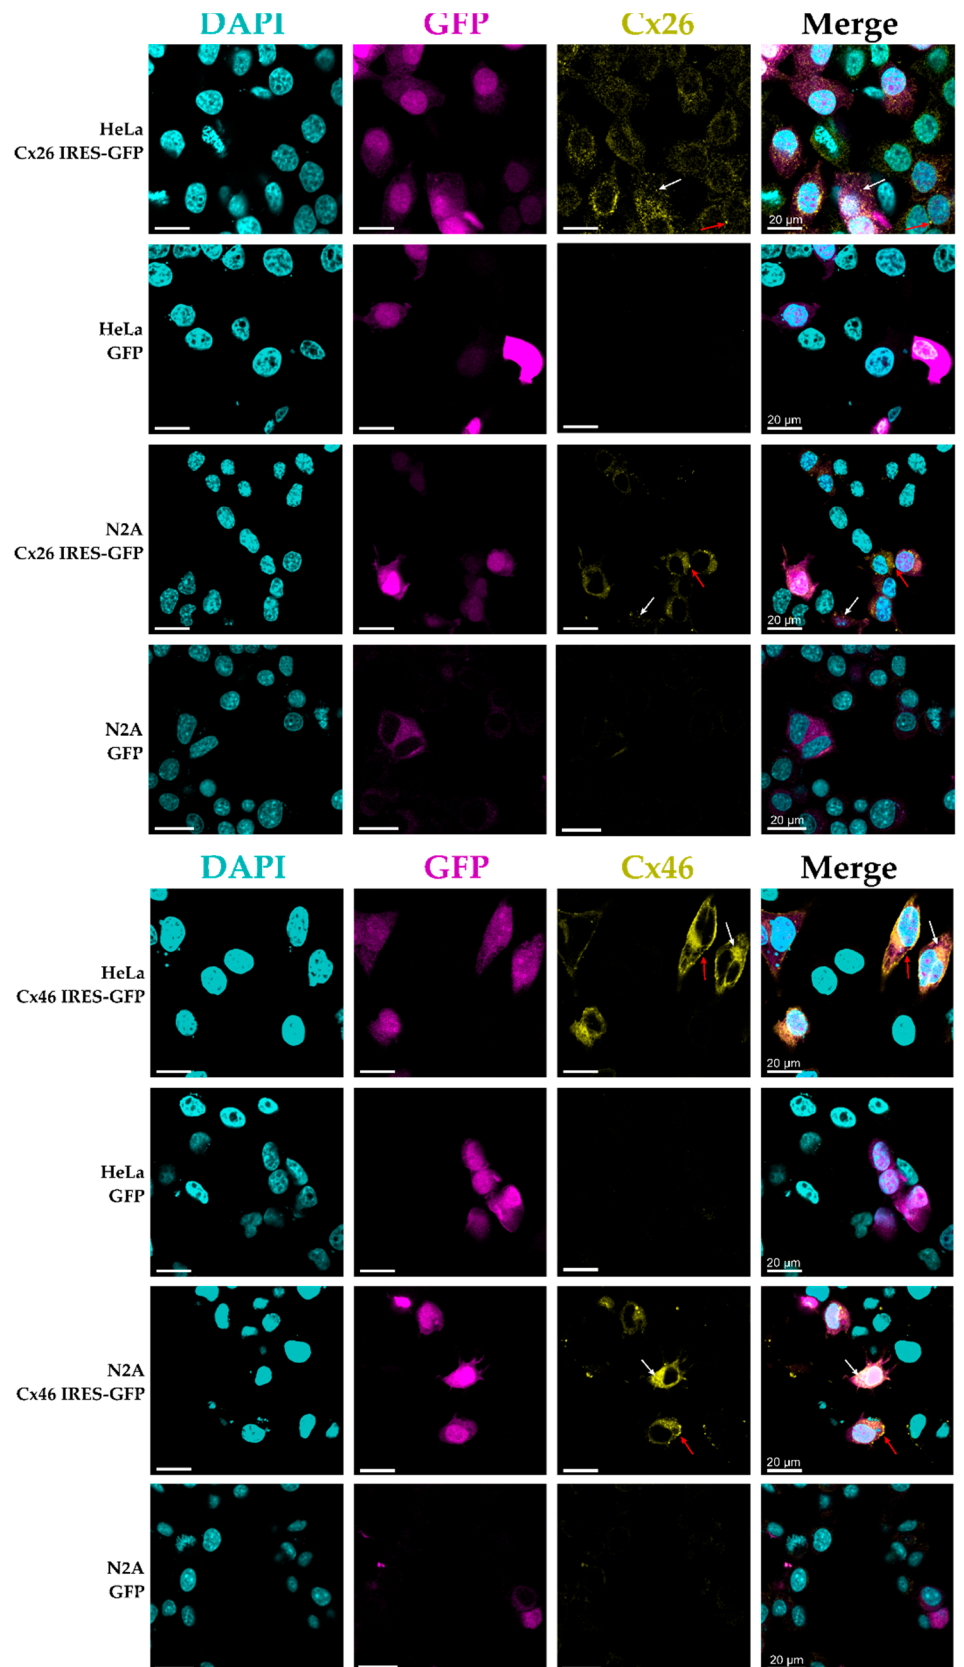 DAPI GFP Cx26 Merge
HeLa
Cx26 IRES-GFP
20 µm
HeLa
GFP
20 µm
N2A
Cx26 IRES-GFP
20 µm
N2A
GFP
20 µm
DAPI GFP Cx46 Merge
HeLa
Cx46 IRES-GFP
20 µm
HeLa
GFP
20 µm
N2A
Cx46 IRES-GFP
20 µm
N2A
GFP
20 µm